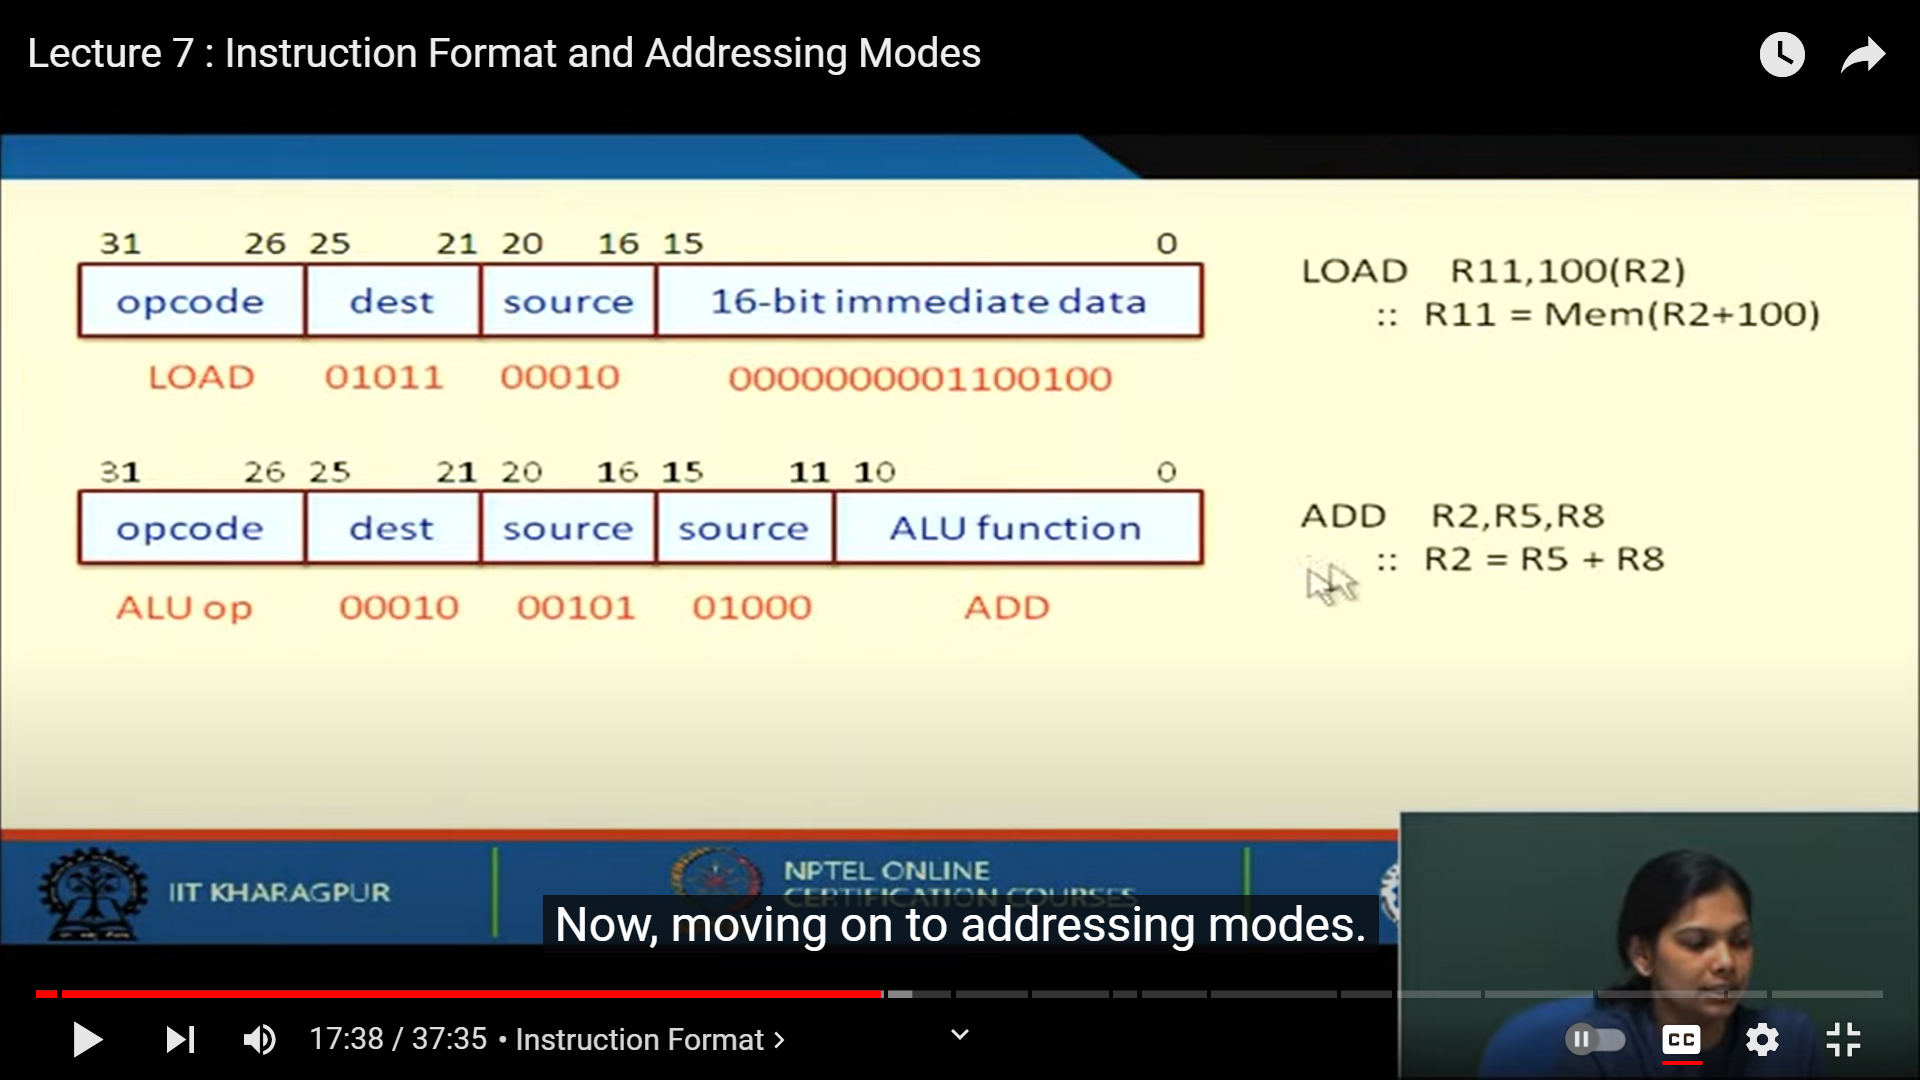 Lecture 7 : Instruction Format and Addressing Modes
31 26 25 21 20 16 15 0
opcode dest source 16-bit immediate data
LOAD 01011 00010 0000000001100100
LOAD R11,100(R2)
:: R11 = Mem(R2+100)
31 26 25 21 20 16 15 11 10 0
opcode dest source source ALU function
ALU op 00010 00101 01000 ADD
ADD R2,R5,R8
:: R2 = R5 + R8
IIT KHARAGPUR
NPTEL ONLINE
CERTIFICATION COURSES
Now, moving on to addressing modes.
17:38 / 37:35 • Instruction Format >
CC